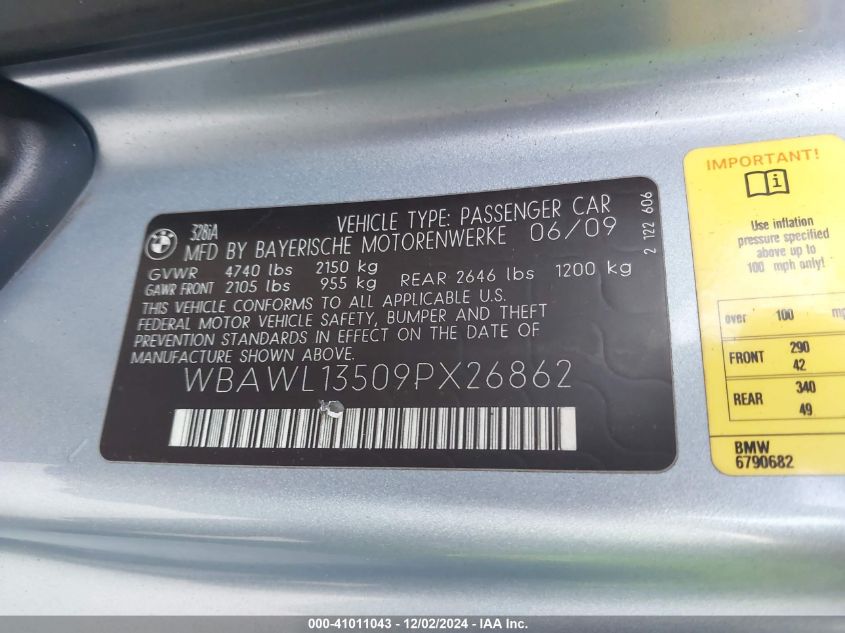 BMW
328iA
VEHICLE TYPE: PASSENGER CAR
MFD BY BAYERISCHE MOTORENWERKE 06/09
GVWR 4740 lbs 2150 kg
GAWR FRONT 2105 lbs 955 kg REAR 2646 lbs 1200 kg
THIS VEHICLE CONFORMS TO ALL APPLICABLE U.S.
FEDERAL MOTOR VEHICLE SAFETY, BUMPER AND THEFT
PREVENTION STANDARDS IN EFFECT ON THE DATE OF
MANUFACTURE SHOWN ABOVE.
WBAWL13509PX26862
2 122 606
IMPORTANT!
Use inflation
pressure specified
above up to
100 mph only!
over 100
FRONT 290
42
REAR 340
49
BMW
6790682
000-41011043 - 12/02/2024 - IAA Inc.